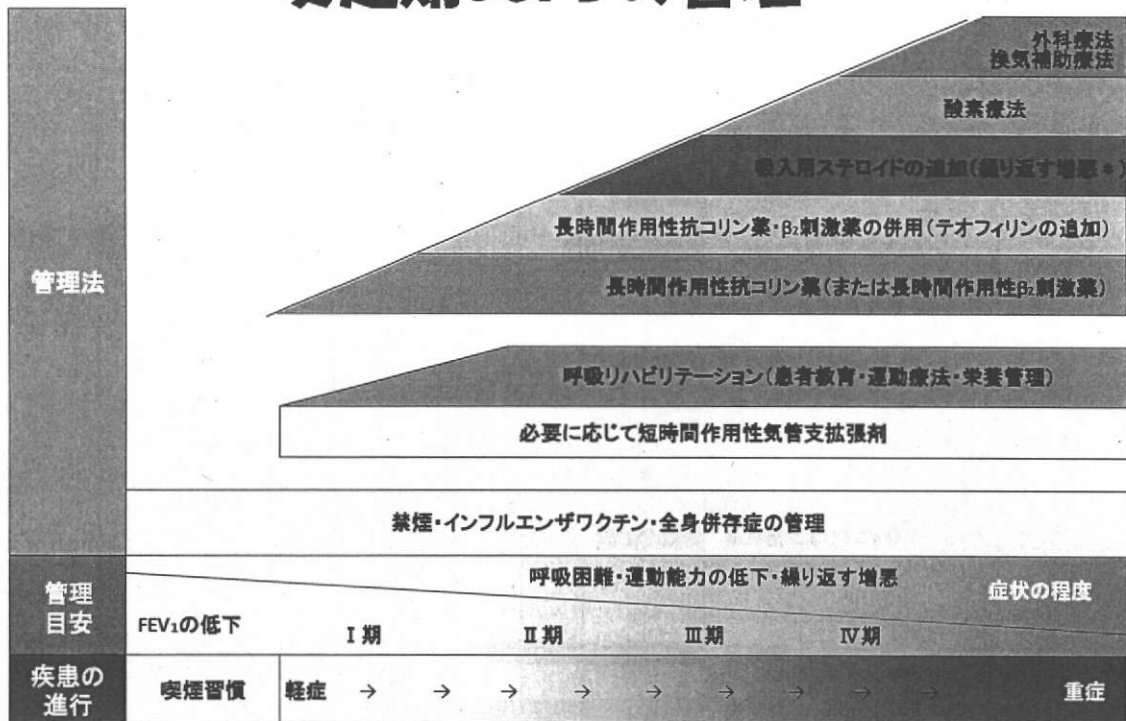 外科療法
換気補助療法
酸素療法
吸入用ステロイドの追加(繰り返す増悪*)
長時間作用性抗コリン薬・β₂刺激薬の併用(テオフィリンの追加)
管理法
長時間作用性抗コリン薬(または長時間作用性β₂刺激薬)
呼吸リハビリテーション(患者教育・運動療法・栄養管理)
必要に応じて短時間作用性気管支拡張剤
禁煙・インフルエンザワクチン・全身併存症の管理
管理
目安
呼吸困難・運動能力の低下・繰り返す増悪
症状の程度
FEV₁の低下
Ⅰ期 Ⅱ期 Ⅲ期 Ⅳ期
疾患の
進行
喫煙習慣 軽症 → → → → → → → → → 重症